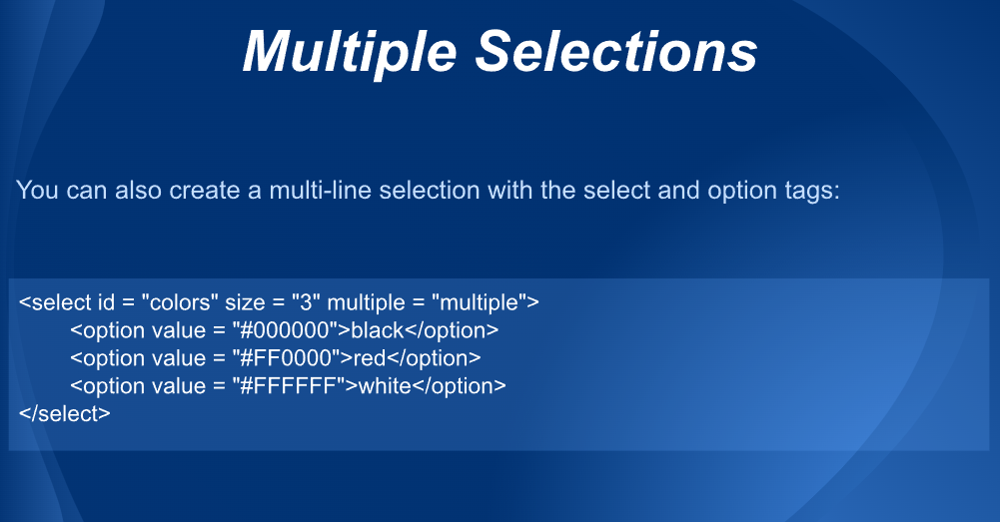 Multiple Selections
You can also create a multi-line selection with the select and option tags:
<select id = "colors" size = "3" multiple = "multiple">
<option value = "#000000">black</option>
<option value = "#FF0000">red</option>
<option value = "#FFFFFF">white</option>
</select>